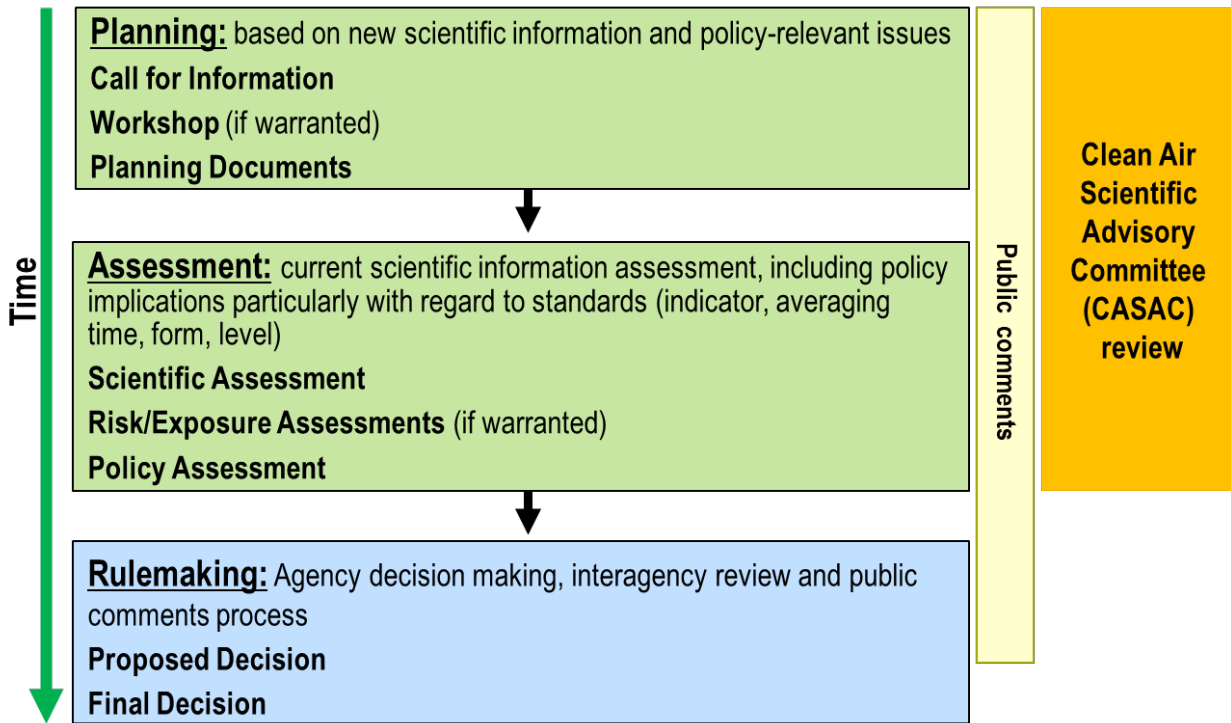 Time
Planning: based on new scientific information and policy-relevant issues
Call for Information
Workshop (if warranted)
Planning Documents
Assessment: current scientific information assessment, including policy
implications particularly with regard to standards (indicator, averaging
time, form, level)
Scientific Assessment
Risk/Exposure Assessments (if warranted)
Policy Assessment
Rulemaking: Agency decision making, interagency review and public
comments process
Proposed Decision
Final Decision
Public comments
Clean Air
Scientific
Advisory
Committee
(CASAC)
review